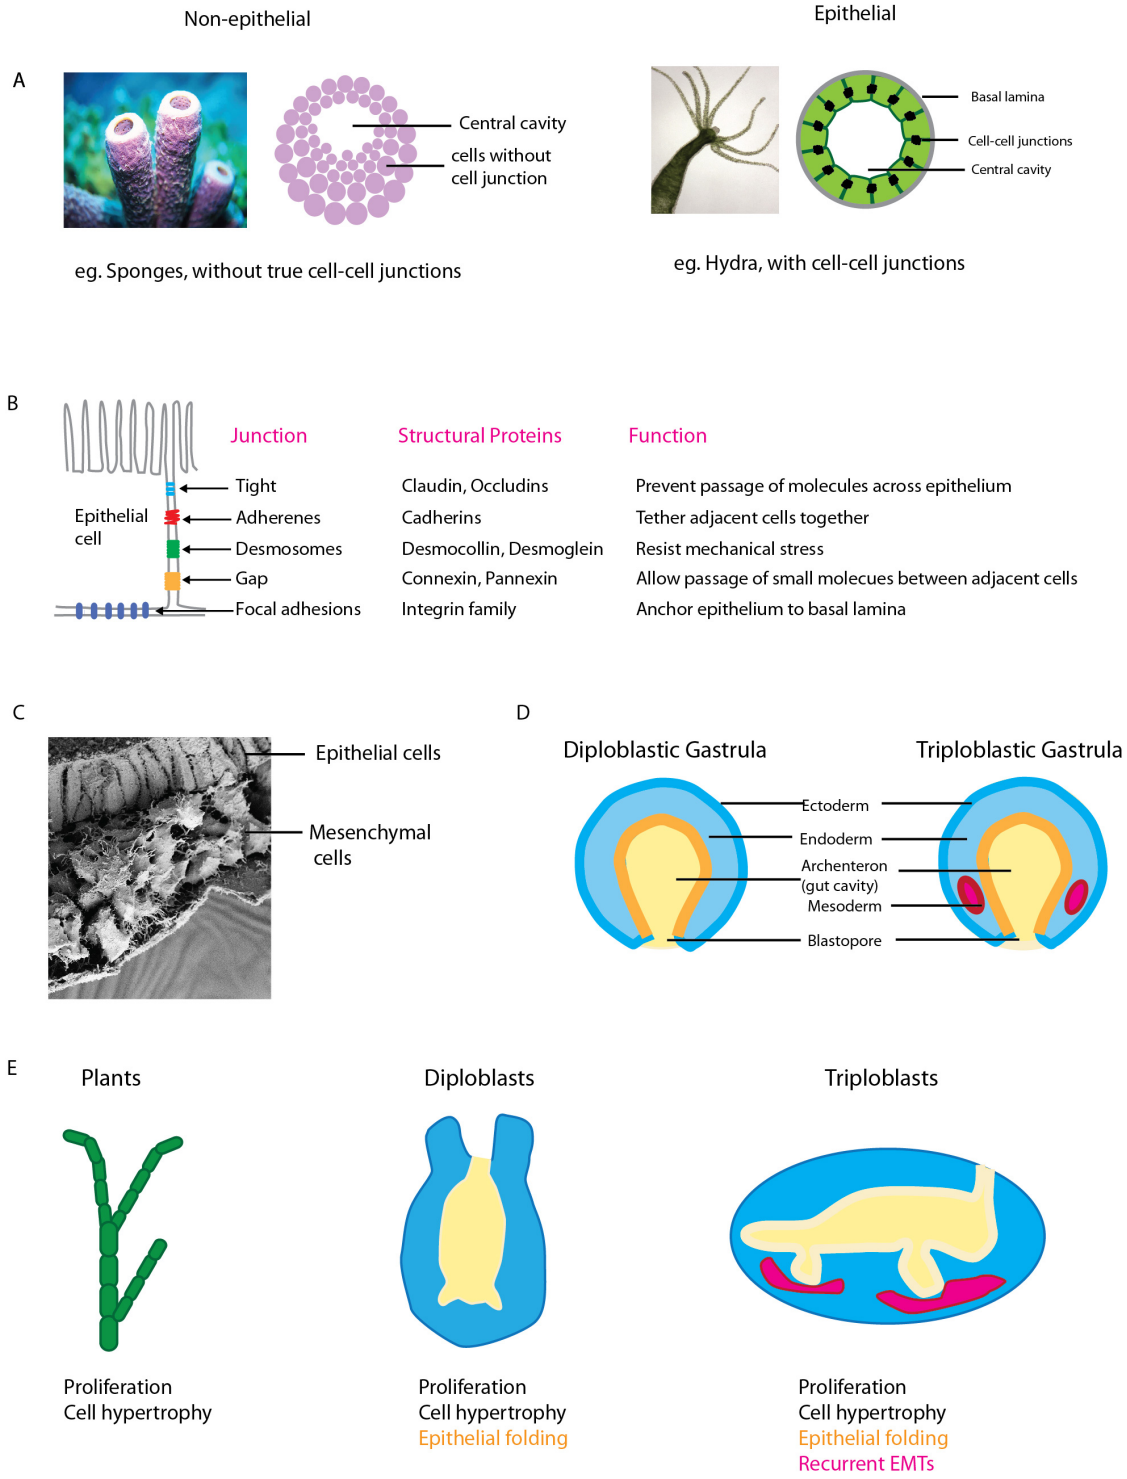 Non-epithelial
Epithelial
A
Central cavity
cells without
cell junction
Basal lamina
Cell-cell junctions
Central cavity
eg. Sponges, without true cell-cell junctions
eg. Hydra, with cell-cell junctions
B
Junction Structural Proteins Function
Epithelial
cell
Tight Claudin, Occludins Prevent passage of molecules across epithelium
Adherenes Cadherins Tether adjacent cells together
Desmosomes Desmocollin, Desmoglein Resist mechanical stress
Gap Connexin, Pannexin Allow passage of small molecues between adjacent cells
Focal adhesions Integrin family Anchor epithelium to basal lamina
C
Epithelial cells
Mesenchymal
cells
D
Diploblastic Gastrula Triploblastic Gastrula
Ectoderm
Endoderm
Archenteron
(gut cavity)
Mesoderm
Blastopore
E
Plants Diploblasts Triploblasts
Proliferation
Cell hypertrophy
Proliferation
Cell hypertrophy
Epithelial folding
Proliferation
Cell hypertrophy
Epithelial folding
Recurrent EMTs